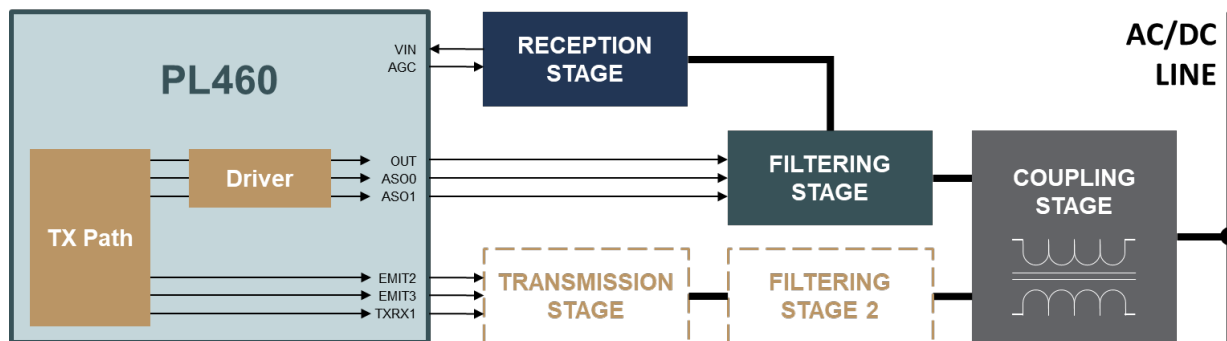 PL460
TX Path
Driver
VIN
AGC
OUT
ASO0
ASO1
EMIT2
EMIT3
TXRX1
RECEPTION
STAGE
FILTERING
STAGE
TRANSMISSION
STAGE
FILTERING
STAGE 2
COUPLING
STAGE
AC/DC
LINE